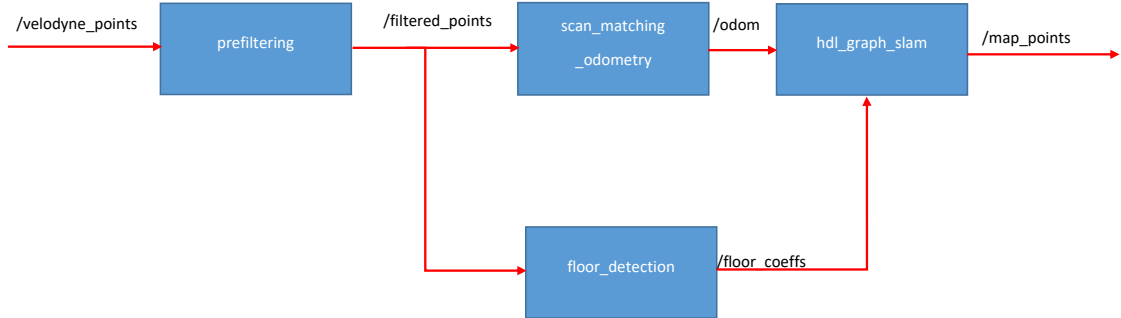 /velodyne_points
prefiltering
/filtered_points
scan_matching
_odometry
/odom
hdl_graph_slam
/map_points
floor_detection
/floor_coeffs